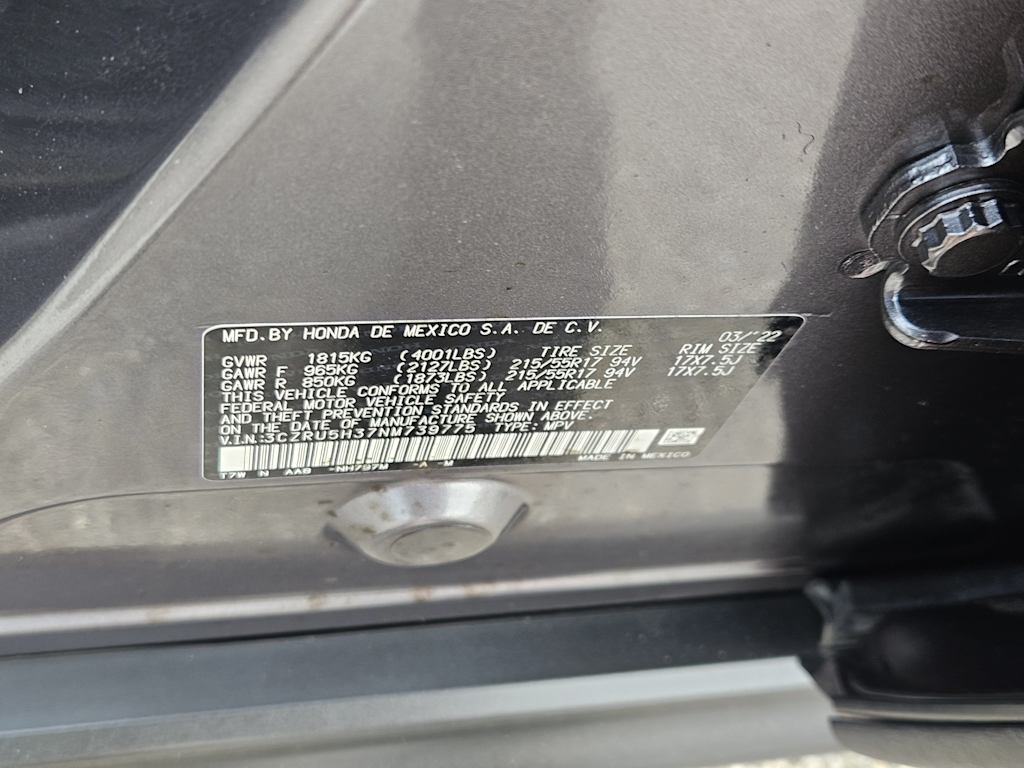 MFD.BY HONDA DE MEXICO S.A. DE C.V. 03/'22
GVWR 1815KG (4001LBS) TIRE SIZE RIM SIZE
GAWR F 965KG (2127LBS) 215/55R17 94V 17X7.5J
GAWR R 850KG (1873LBS) 215/55R17 94V 17X7.5J
THIS VEHICLE CONFORMS TO ALL APPLICABLE
FEDERAL MOTOR VEHICLE SAFETY
AND THEFT PREVENTION STANDARDS IN EFFECT
ON THE DATE OF MANUFACTURE SHOWN ABOVE.
V.I.N:3CZRU5H37NM739775 TYPE: MPV
MADE IN MEXICO
T7W N AAB -NH797M -A -M